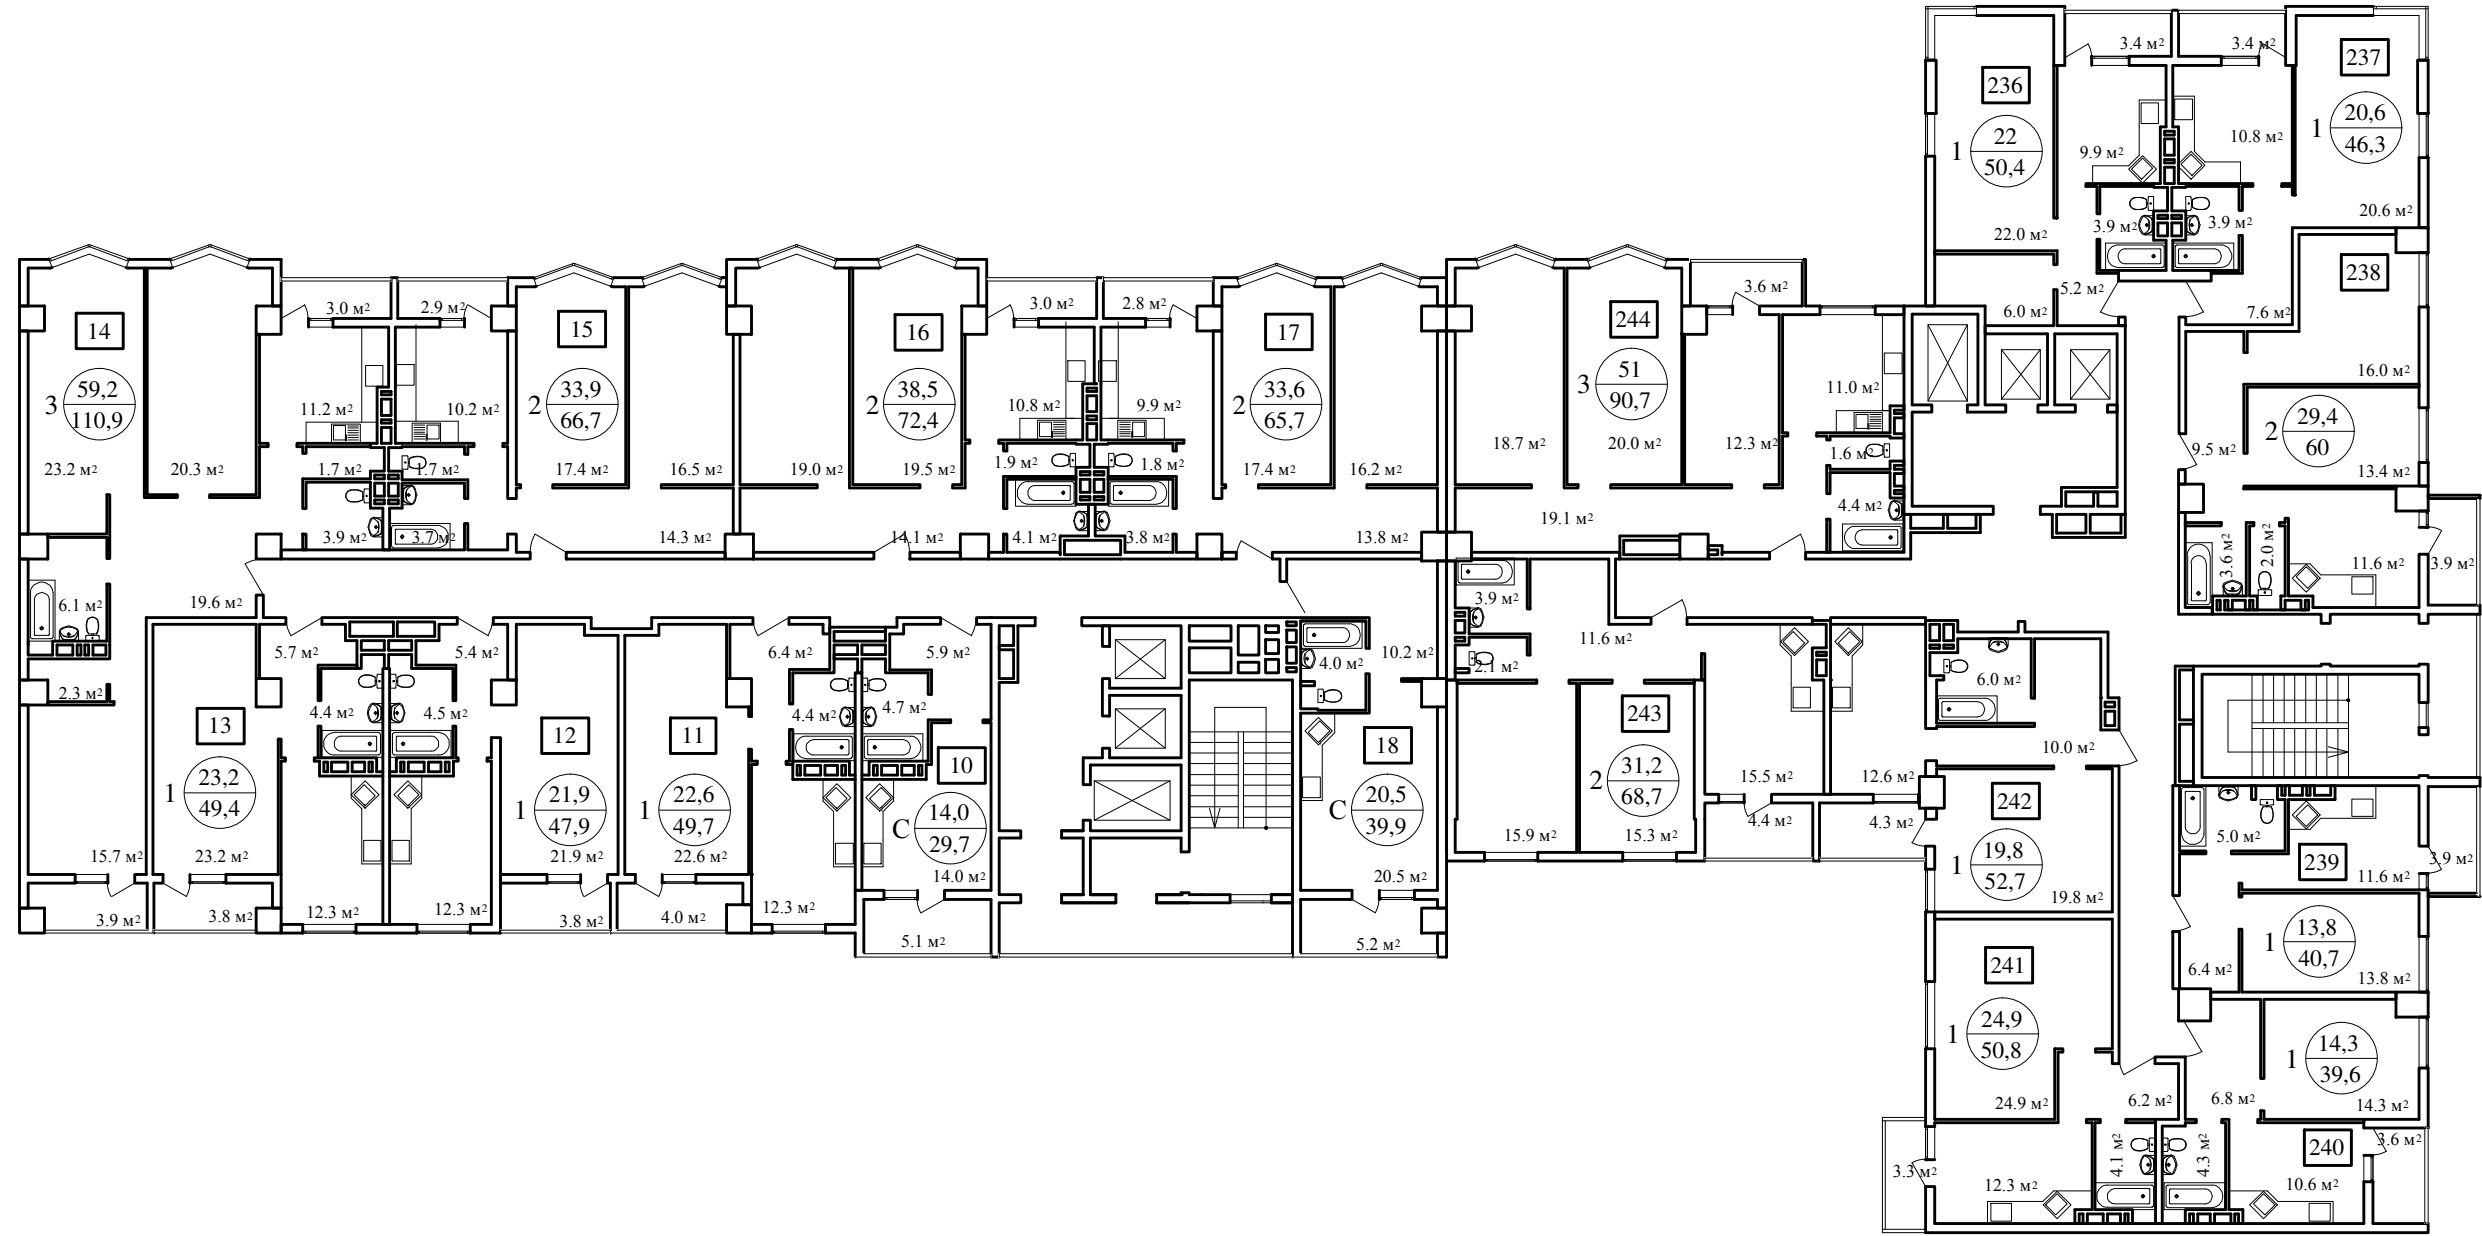 3.4 м²
3.4 м²
237
236
20,6
1
46,3
22
1
50,4
10.8 м²
9.9 м²
20.6 м²
3.9 м²
3.9 м²
22.0 м²
238
5.2 м²
6.0 м²
7.6 м²
3.6 м²
3.0 м²
2.9 м²
3.0 м²
2.8 м²
14
15
16
17
244
59,2
3
110,9
33,9
2
66,7
38,5
2
72,4
33,6
2
65,7
51
3
90,7
11.0 м²
16.0 м²
11.2 м²
10.2 м²
10.8 м²
9.9 м²
29,4
2
60
18.7 м²
20.0 м²
12.3 м²
1.6 м²
9.5 м²
23.2 м²
20.3 м²
1.7 м²
1.7 м²
17.4 м²
16.5 м²
19.0 м²
19.5 м²
1.9 м²
1.8 м²
17.4 м²
16.2 м²
13.4 м²
19.1 м²
4.4 м²
3.9 м²
3.7 м²
14.3 м²
14.1 м²
4.1 м²
3.8 м²
13.8 м²
3.6 м²
2.0 м²
11.6 м²
3.9 м²
6.1 м²
19.6 м²
3.9 м²
11.6 м²
5.7 м²
5.4 м²
6.4 м²
5.9 м²
4.0 м²
10.2 м²
2.1 м²
6.0 м²
2.3 м²
4.4 м²
4.5 м²
4.4 м²
4.7 м²
13
12
11
10
18
243
10.0 м²
23,2
1
49,4
21,9
1
47,9
22,6
1
49,7
14,0
С
29,7
20,5
С
39,9
31,2
2
68,7
15.5 м²
12.6 м²
242
4.4 м²
4.3 м²
15.9 м²
15.3 м²
5.0 м²
239
3.9 м²
11.6 м²
19,8
1
52,7
19.8 м²
15.7 м²
23.2 м²
21.9 м²
22.6 м²
14.0 м²
20.5 м²
3.9 м²
3.8 м²
12.3 м²
12.3 м²
3.8 м²
4.0 м²
12.3 м²
5.1 м²
5.2 м²
13,8
1
40,7
241
6.4 м²
13.8 м²
24,9
1
50,8
14,3
1
39,6
24.9 м²
6.2 м²
6.8 м²
14.3 м²
3.6 м²
240
4.1 м²
4.3 м²
3.3 м²
12.3 м²
10.6 м²